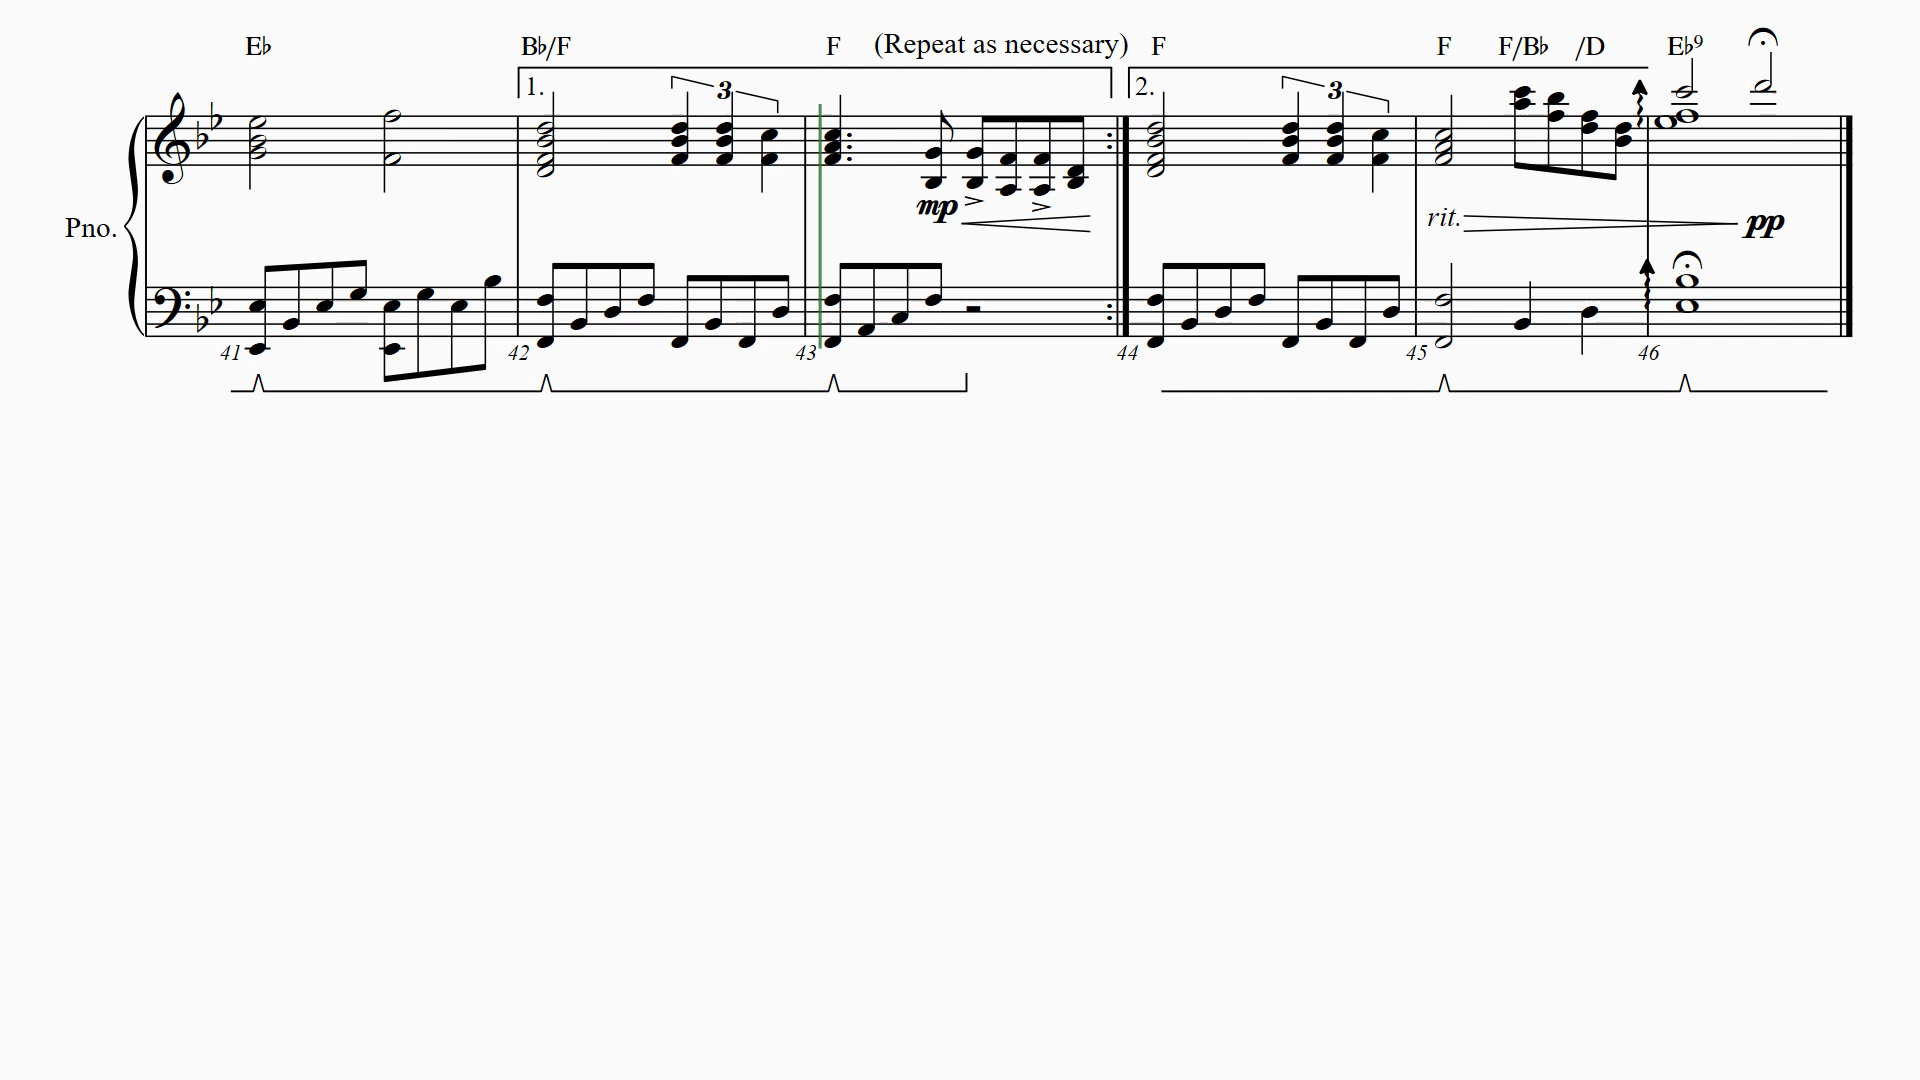 E♭ B♭/F F (Repeat as necessary) F F F/B♭ /D E♭9
1. 3 2. 3
Pno.
mp rit. pp
41 42 43 44 45 46